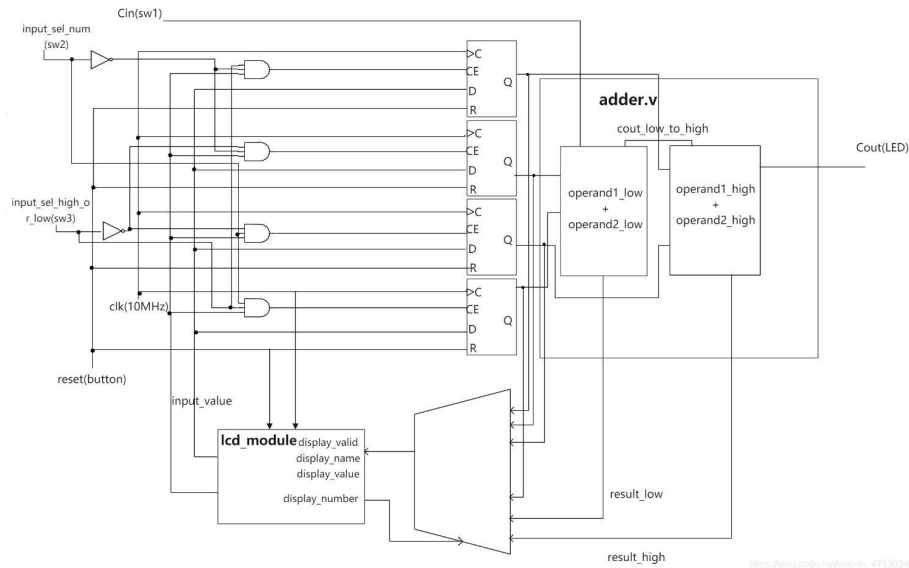 Cin(sw1)
input_sel_num
(sw2)
C
CE
D
R
Q
adder.v
cout_low_to_high
Cout(LED)
C
CE
D
R
Q
operand1_low
+
operand2_low
operand1_high
+
operand2_high
input_sel_high_o
r_low(sw3)
C
CE
D
R
Q
clk(10MHz)
C
CE
D
R
Q
reset(button)
input_value
lcd_module
display_valid
display_name
display_value
display_number
result_low
result_high